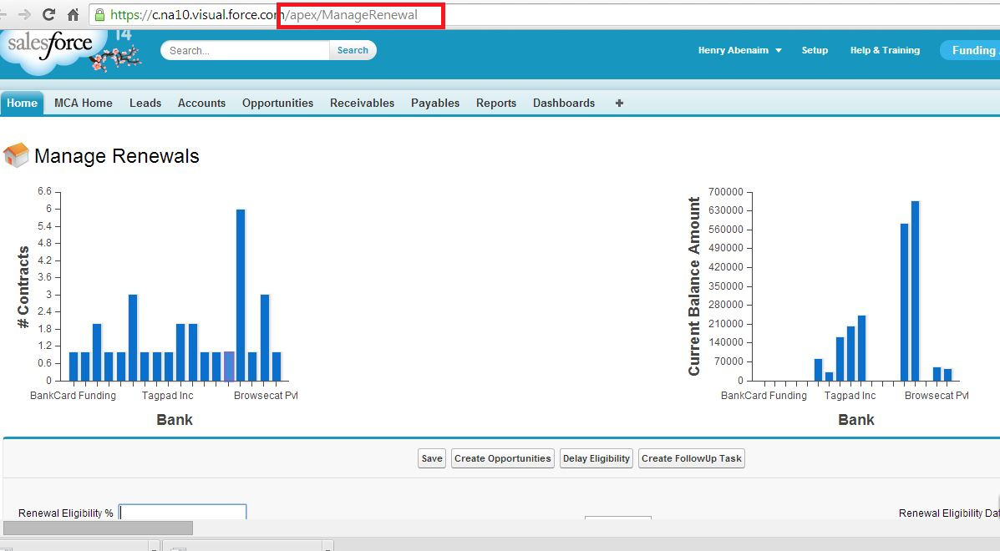 https://c.na10.visual.force.com/apex/ManageRenewal
salesforce
14
Search...
Search
Henry Abenaim
Setup
Help & Training
Funding
Home
MCA Home
Leads
Accounts
Opportunities
Receivables
Payables
Reports
Dashboards
+
Manage Renewals
# Contracts
6.6
6
5.4
4.8
4.2
3.6
3
2.4
1.8
1.2
0.6
0
BankCard Funding
Tagpad Inc
Browsecat Pvt
Bank
Current Balance Amount
700000
630000
560000
490000
420000
350000
280000
210000
140000
70000
0
BankCard Funding
Tagpad Inc
Browsecat Pvt
Bank
Save
Create Opportunities
Delay Eligibility
Create FollowUp Task
Renewal Eligibility %
Renewal Eligibility Dat